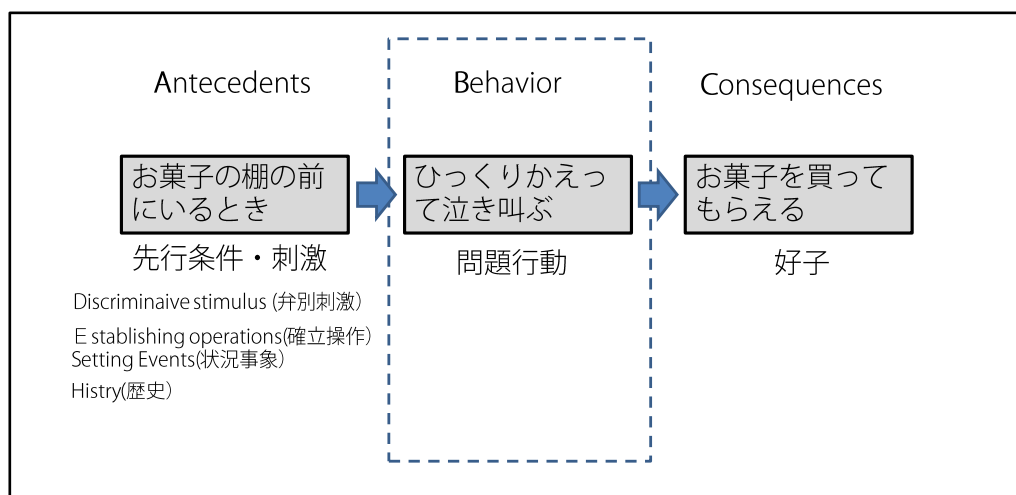 Antecedents
Behavior
Consequences
お菓子の棚の前
にいるとき
ひっくりかえっ
て泣き叫ぶ
お菓子を買って
もらえる
先行条件・刺激
問題行動
好子
Discriminaive stimulus (弁別刺激）
Ｅstablishing operations(確立操作）
Setting Events(状況事象）
Histry(歴史）